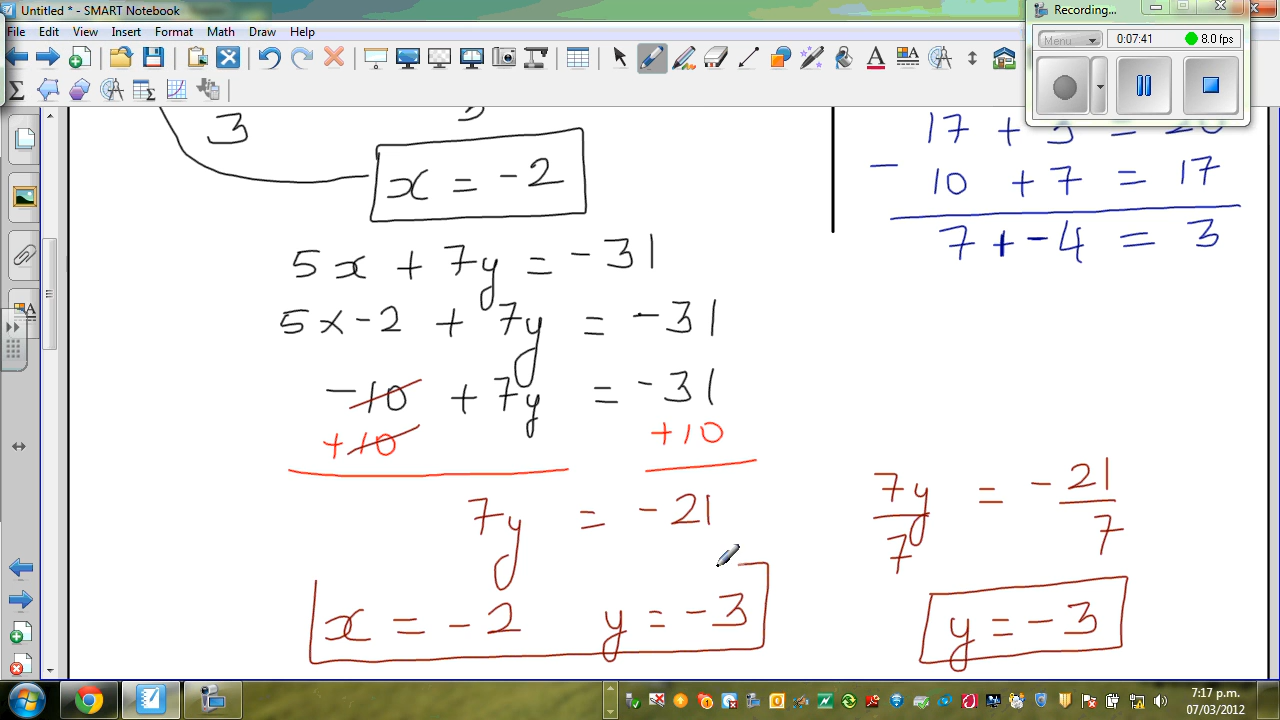 Untitled * - SMART Notebook
File Edit View Insert Format Math Draw Help
Recording...
Menu 0:07:41 8.0 fps
3
x = -2
5x + 7y = -31
5 x -2 + 7y = -31
-10 + 7y = -31
+10 +10
7y = -21
x = -2 y = -3
17 + 3 = 20
- 10 + 7 = 17
7 + -4 = 3
7y = -21
7 7
y = -3
7:17 p.m.
07/03/2012